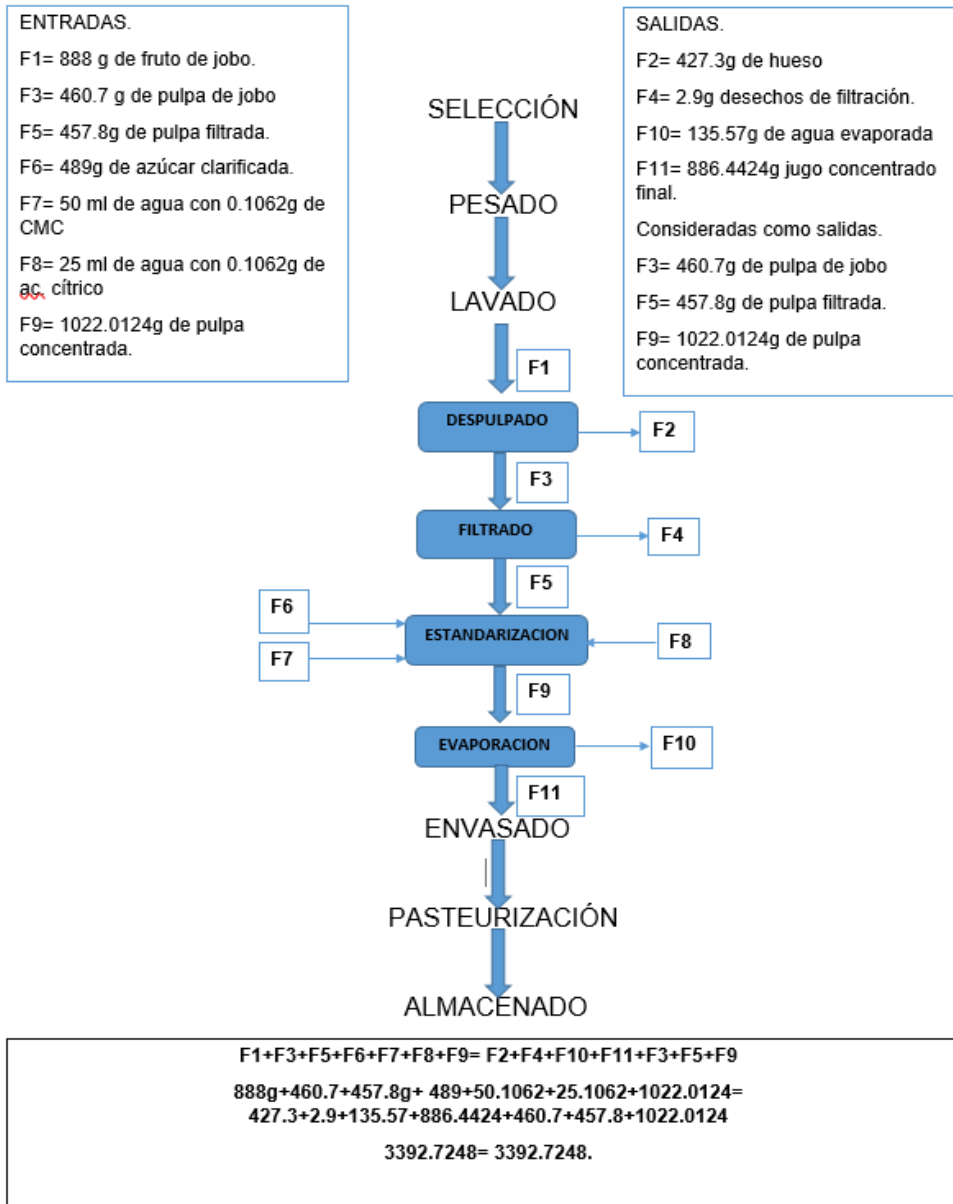 ENTRADAS.
F1= 888 g de fruto de jobo.
F3= 460.7 g de pulpa de jobo
F5= 457.8g de pulpa filtrada.
F6= 489g de azúcar clarificada.
F7= 50 ml de agua con 0.1062g de
CMC
F8= 25 ml de agua con 0.1062g de
ac. cítrico
F9= 1022.0124g de pulpa
concentrada.
SALIDAS.
F2= 427.3g de hueso
F4= 2.9g desechos de filtración.
F10= 135.57g de agua evaporada
F11= 886.4424g jugo concentrado
final.
Consideradas como salidas.
F3= 460.7g de pulpa de jobo
F5= 457.8g de pulpa filtrada.
F9= 1022.0124g de pulpa
concentrada.
SELECCIÓN
PESADO
LAVADO
F1
DESPULPADO
F2
F3
FILTRADO
F4
F5
F6
F7
ESTANDARIZACION
F8
F9
EVAPORACION
F10
F11
ENVASADO
PASTEURIZACIÓN
ALMACENADO
F1+F3+F5+F6+F7+F8+F9= F2+F4+F10+F11+F3+F5+F9
888g+460.7+457.8g+ 489+50.1062+25.1062+1022.0124=
427.3+2.9+135.57+886.4424+460.7+457.8+1022.0124
3392.7248= 3392.7248.